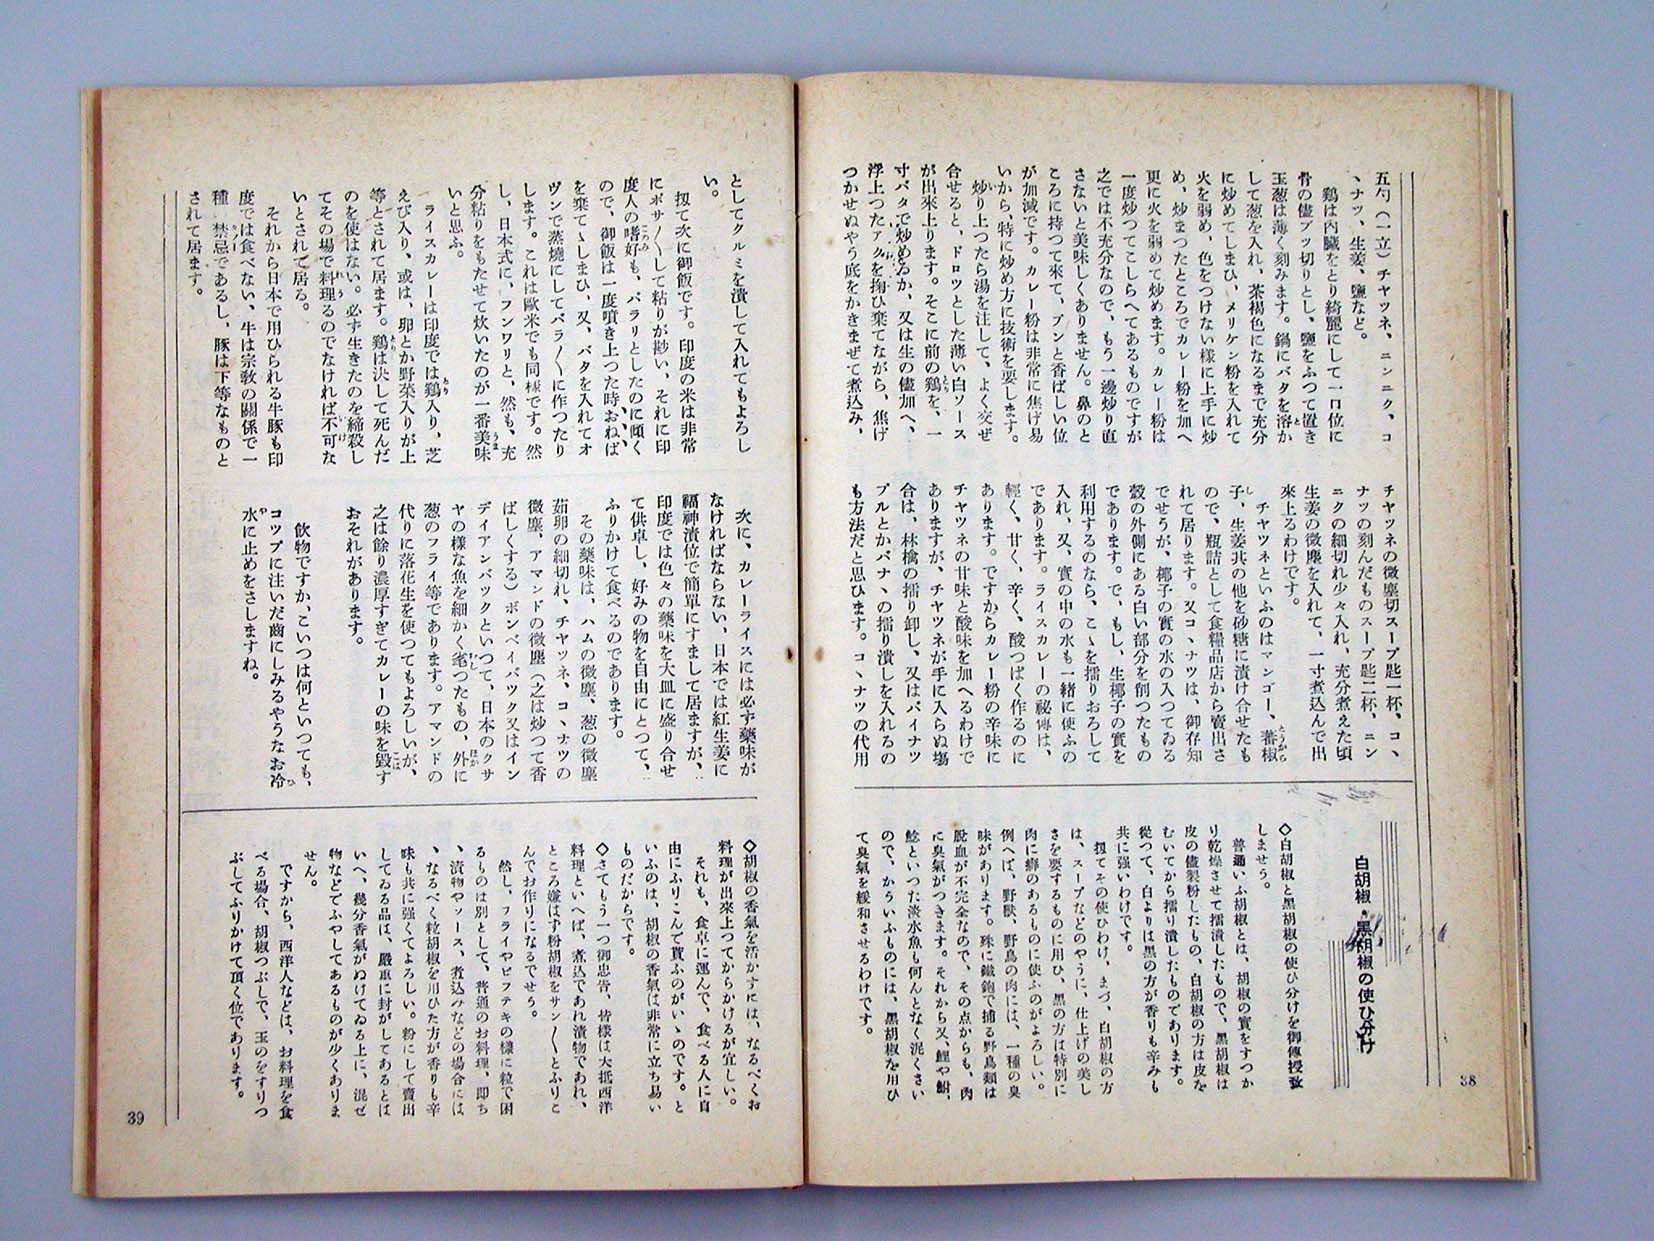 五勺(一立)チヤツネ、ニンニク、コ
ヽナツ、生姜、鹽など。
鶏は内臓をとり綺麗にして一口位に
骨の儘ブツ切りとし、鹽をふつて置き
玉葱は薄く刻みます。鍋にバタを溶か
して葱を入れ、茶褐色になるまで充分
に炒めてしまひ、メリケン粉を入れて
火を弱め、色をつけない様に上手に炒
め、炒まつたところでカレー粉を加へ
更に火を弱めて炒めます。カレー粉は
一度炒つてこしらへてあるものですが
之では不充分なので、もう一邊炒り直
さないと美味しくありません。鼻のと
ころに持つて來て、プンと香ばしい位
が加減です。カレー粉は非常に焦げ易
いから、特に炒め方に技術を要します。
炒り上つたら湯を注して、よく交ぜ
合せると、ドロツとした薄い白ソース
が出來上ります。そこに前の鶏を、一
寸バタで炒めるか、又は生の儘加へ、
浮上つたアクを掬ひ棄てながら、焦げ
つかせぬやう底をかきまぜて煮込み、
チヤツネの微塵切スープ匙一杯、コヽ
ナツの刻んだものスープ匙二杯、ニン
ニクの細切れ少々入れ、充分煮えた頃
生姜の微塵を入れて、一寸煮込んで出
來上るわけです。
チヤツネといふのはマンゴー、蕃椒
子、生姜共の他を砂糖に漬け合せたも
ので、瓶詰として食糧品店から賣出さ
れて居ります。又コヽナツは、御存知
でせうが、椰子の實の水の入つてゐる
殻の外側にある白い部分を削つたもの
であります。で、もし、生椰子の實を
利用するのなら、こゝを擂りおろして
入れ、又、實の中の水も一緒に使ふの
であります。ライスカレーの祕傳は、
輕く、甘く、辛く、酸つぱく作るのに
あります。ですからカレー粉の辛味に
チヤツネの甘味と酸味を加へるわけで
ありますが、チヤツネが手に入らぬ塲
合は、林檎の擂り卸し、又はパイナツ
プルとかバナヽの擂り潰しを入れるの
も方法だと思ひます。コヽナツの代用
白胡椒・黑胡椒の使ひ分け
◇白胡椒と黑胡椒の使ひ分けを御傳授致
しませう。
普通いふ胡椒とは、胡椒の實をすつか
り乾燥させて擂潰したもので、黑胡椒は
皮の儘製粉したもの、白胡椒の方は皮を
むいてから擂り潰したものであります。
從つて、白よりは黑の方が香りも辛みも
共に強いわけです。
扨てその使ひわけ、まづ、白胡椒の方
は、スープなどのやうに、仕上げの美し
さを要するものに用ひ、黑の方は特別に
肉に癖のあるものに使ふのがよろしい。
例へば、野獸、野鳥の肉には、一種の臭
味があります。殊に鐵砲で捕る野鳥類は
脱血が不完全なので、その点からも、肉
に臭氣がつきます。それから又、鯉や鮒、
鯰といつた淡水魚も何んとなく泥くさい
ので、からういふものには、黑胡椒を用ひ
て臭氣を緩和させるわけです。
38
としてクルミを潰して入れてもよろし
い。
扨て次に御飯です。印度の米は非常
にボサ〳〵して粘りが尠い、それに印
度人の嗜好も、バラリとしたのに傾く
ので、御飯は一度噴き上つた時おねば
を棄てゝしまひ、又、バタを入れてオ
ヴンで蒸燒にしてバラ〳〵に作つたり
します。これは歐米でも同様です。然
し、日本式に、フンワリと、然も、充
分粘りをもたせて炊いたのが一番美味
いと思ふ。
ライスカレーは印度では鶏入り、芝
えび入り、或は、卵とか野菜入りが上
等とされて居ます。鶏は決して死んだ
のを使はない。必ず生きたのを締殺し
てその場で料理るのでなければ不可な
いとされて居る。
それから日本で用ひられる牛豚も印
度では食べない、牛は宗敎の關係で一
種ノ禁忌であるし、豚は下等なものと
されて居ます。
次に、カレーライスには必ず藥味が
なければならない、日本では紅生姜に
福神漬位で簡單にすまして居ますが、
印度では色々の藥味を大皿に盛り合せ
て供卓し、好みの物を自由にとつて、
ふりかけて食べるのであります。
その藥味は、ハムの微塵、葱の微塵
茹卵の細切れ、チヤツネ、コヽナツの
微塵、アマンドの微塵(之は炒つて香
ばしくする)ボンベイバツク又はイン
デイアンバツクといつて、日本のクサ
ヤの様な魚を細かく毟つたもの、外に
葱のフライ等であります。アマンドの
代りに落花生を使つてもよろしいが、
之は餘り濃厚すぎてカレーの味を毀す
おそれがあります。
飲物ですか、こいつは何といつても、
コツプに注いだ齒にしみるやうなお冷
水に止めをさしますね。
◇胡椒の香氣を活かすには、なるべくお
料理が出來上つてからかけるが宜しい。
それも、食卓に運んで、食べる人に自
由にふりこんで貰ふのがいゝのです。と
いふのは、胡椒の香氣は非常に立ち易い
ものだからです。
◇さてもう一つ御忠告、皆様は大抵西洋
料理といへば、煮込であれ漬物であれ、
ところ嫌はず粉胡椒をサン〴〵とふりこ
んでお作りになるでせう。
然し、フライやビフテキの様に粒で困
るものは別として、普通のお料理、即ち
、漬物やソース、煮込みなどの場合には
、なるべく粒胡椒を用ひた方が香りも辛
味も共に強くてよろしい。粉にして賣出
してゐる品は、嚴重に封がしてあるとは
いへ、幾分香氣がぬけてゐる上に、混ぜ
物などでふやしてあるものが少くありま
せん。
ですから、西洋人などは、お料理を食
べる場合、胡椒つぶしで、玉のをすりつ
ぶしてふりかけて頂く位であります。
39